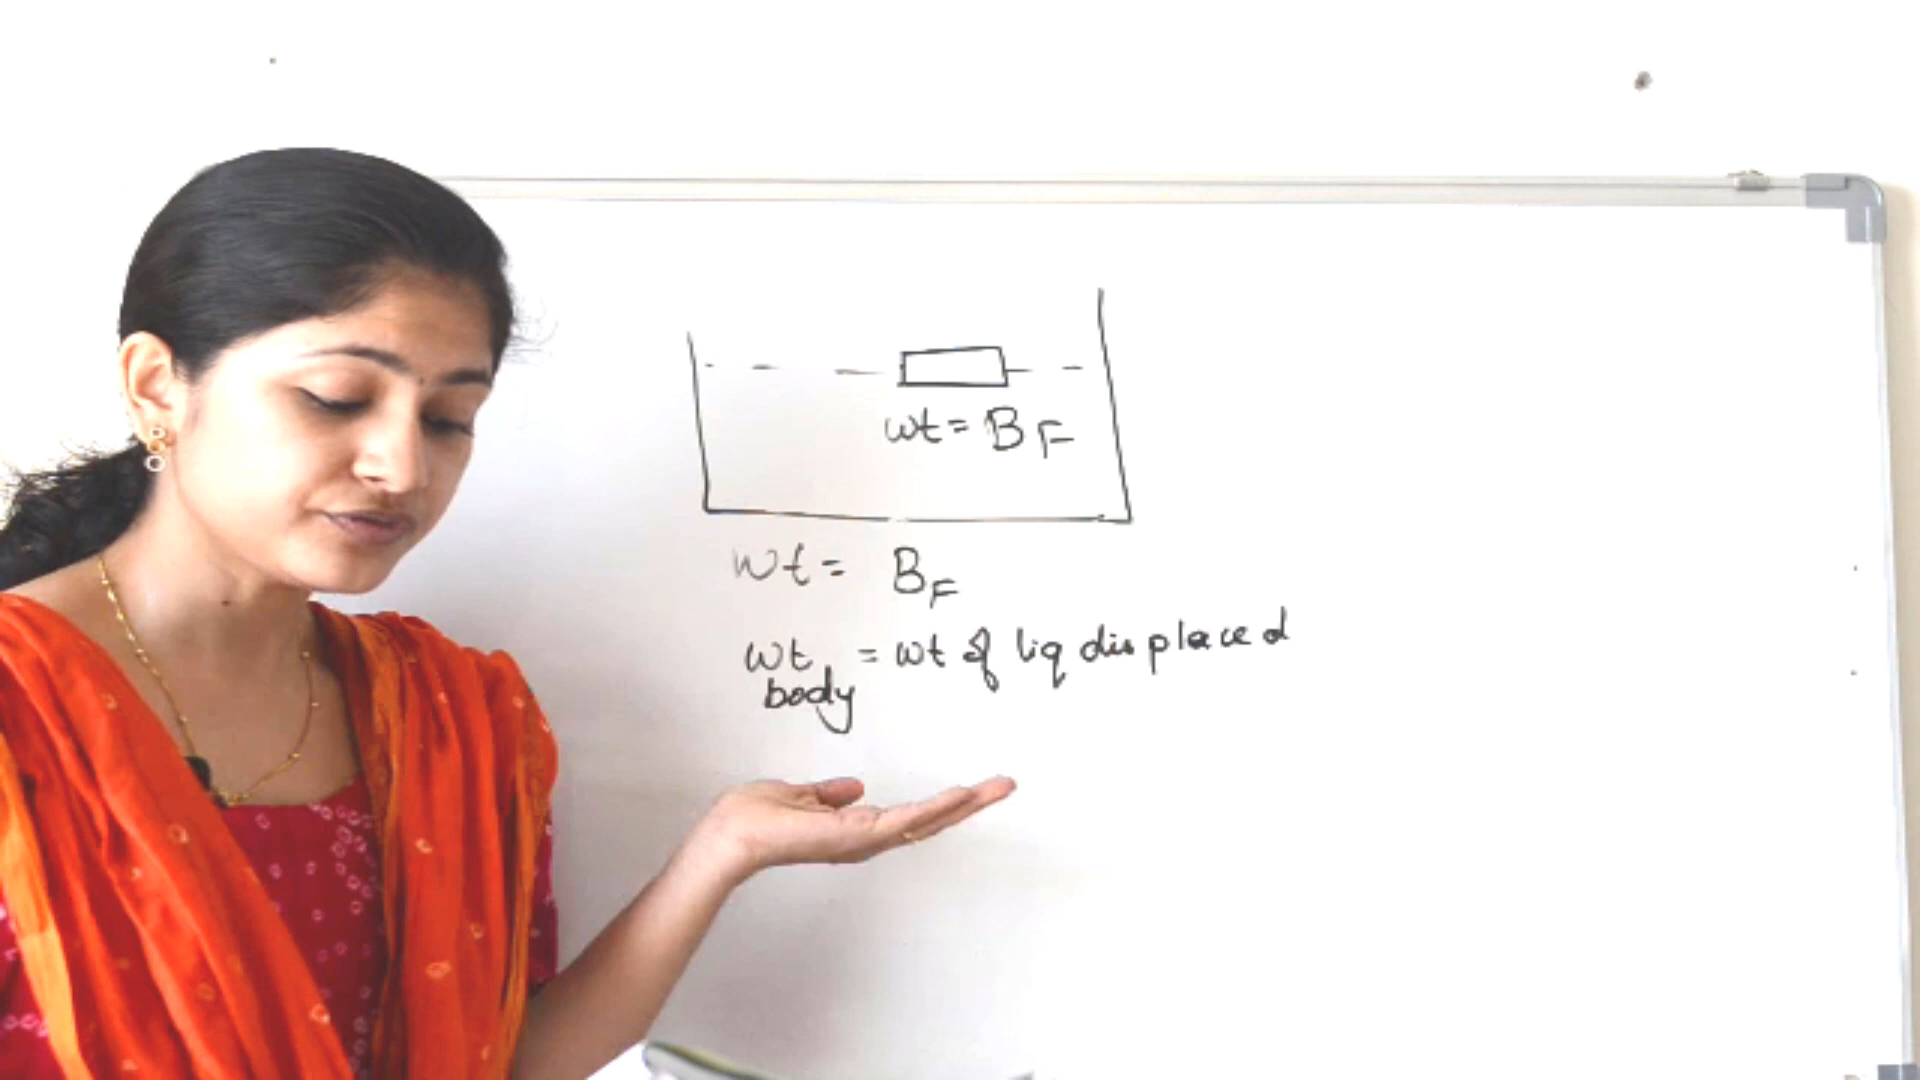 wt = BF
wt = BF
wt body = wt of liq displaced